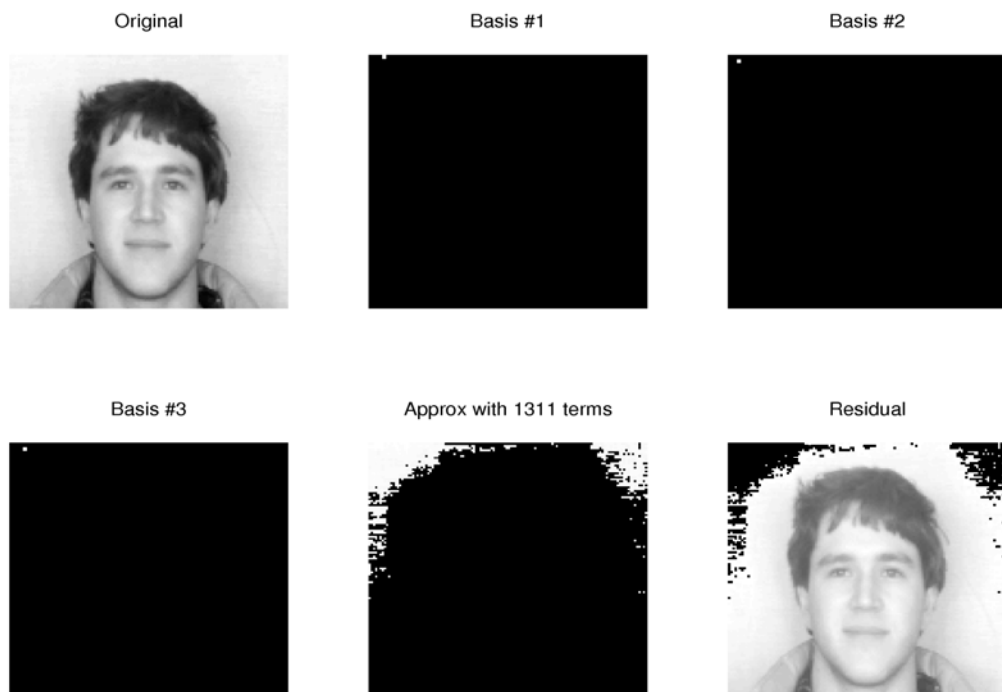 Original
Basis #1
Basis #2
Basis #3
Approx with 1311 terms
Residual